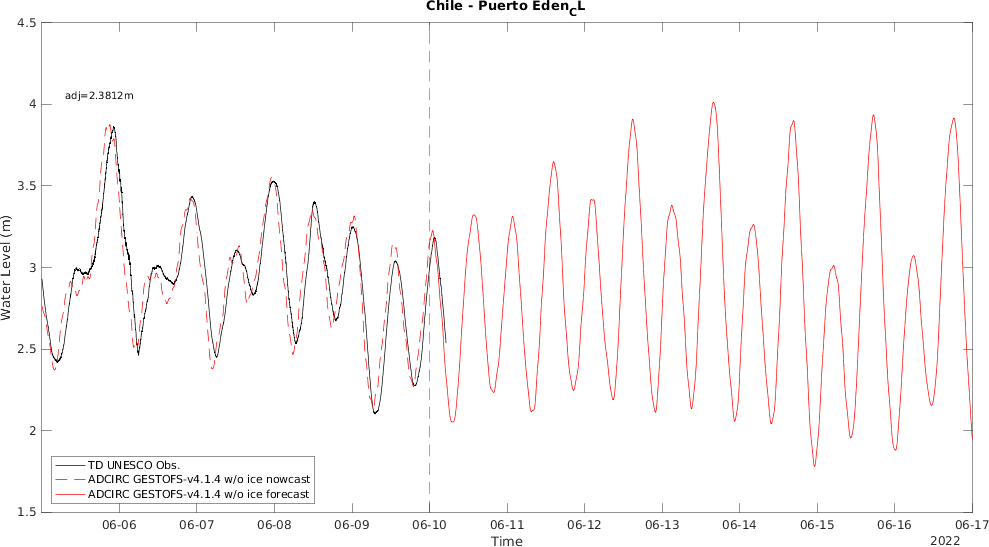 Chile - Puerto Eden_CL
4.5
4
3.5
3
2.5
2
1.5
Water Level (m)
adj=2.3812m
TD UNESCO Obs.
ADCIRC GESTOFS-v4.1.4 w/o ice nowcast
ADCIRC GESTOFS-v4.1.4 w/o ice forecast
06-06 06-07 06-08 06-09 06-10 06-11 06-12 06-13 06-14 06-15 06-16 06-17
Time
2022